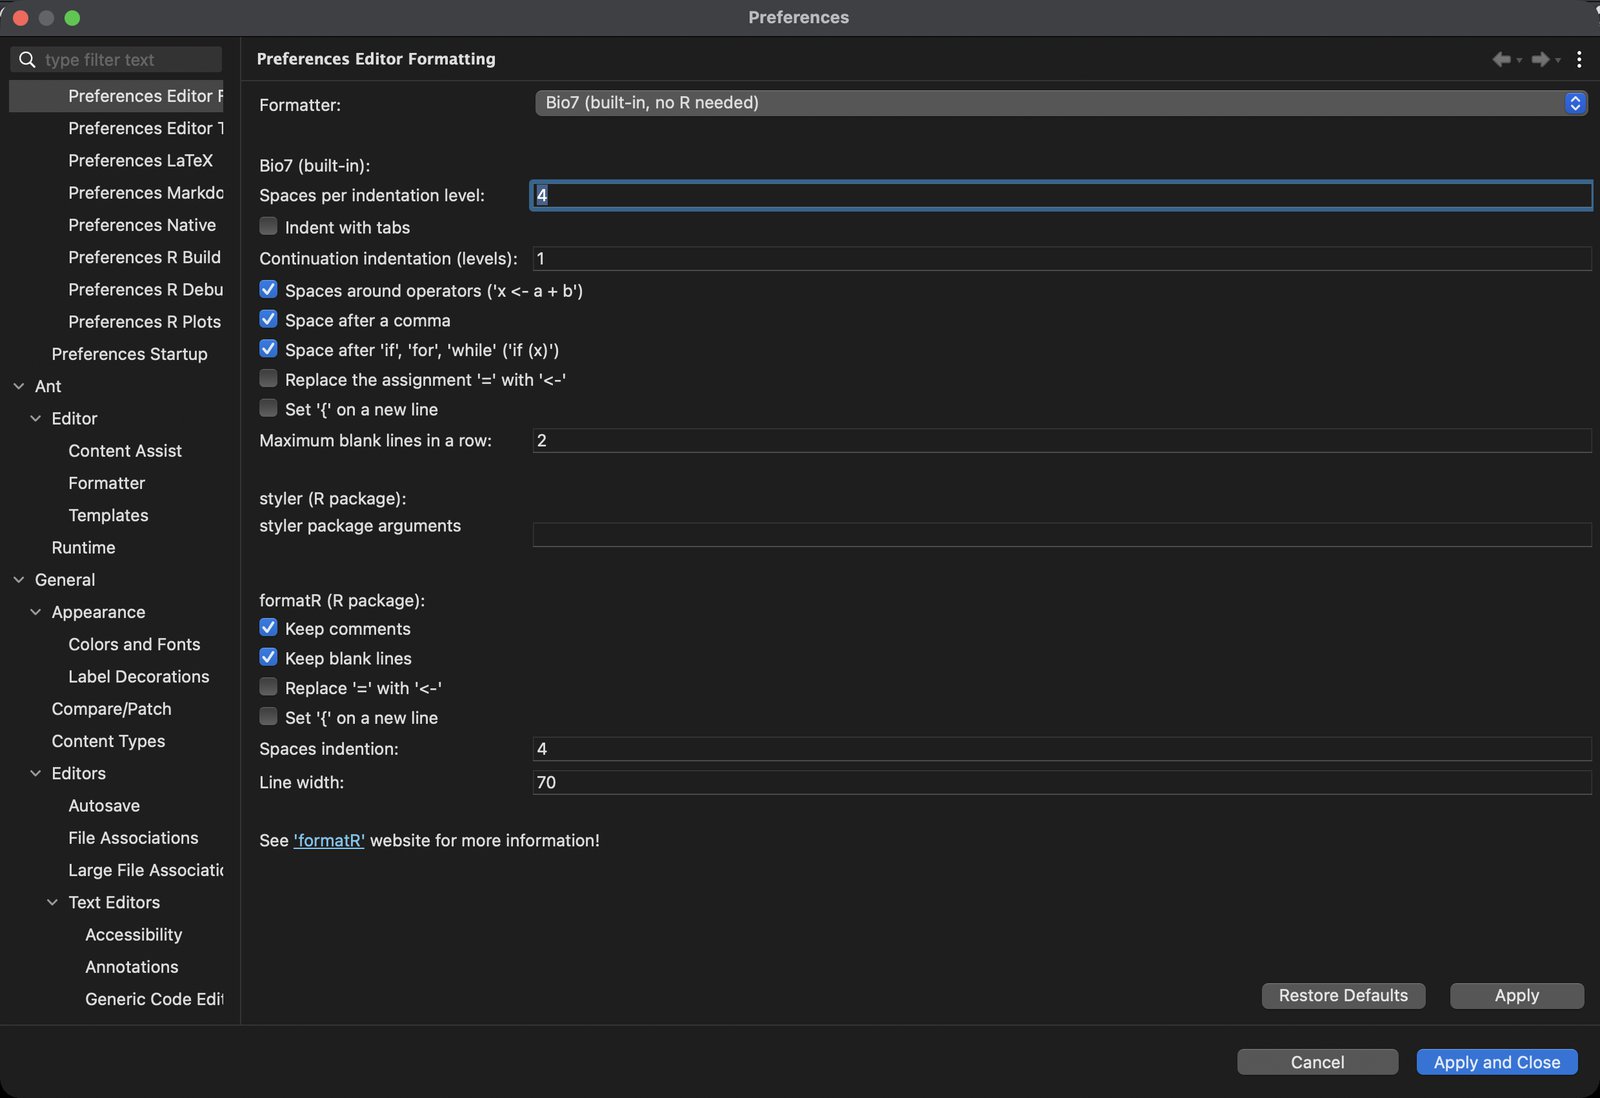 Preferences
type filter text
Preferences Editor F
Preferences Editor T
Preferences LaTeX
Preferences Markdo
Preferences Native
Preferences R Build
Preferences R Debu
Preferences R Plots
Preferences Startup
Ant
Editor
Content Assist
Formatter
Templates
Runtime
General
Appearance
Colors and Fonts
Label Decorations
Compare/Patch
Content Types
Editors
Autosave
File Associations
Large File Associatio
Text Editors
Accessibility
Annotations
Generic Code Edit
Preferences Editor Formatting
Formatter: Bio7 (built-in, no R needed)
Bio7 (built-in):
Spaces per indentation level: 4
Indent with tabs
Continuation indentation (levels): 1
Spaces around operators ('x <- a + b')
Space after a comma
Space after 'if', 'for', 'while' ('if (x)')
Replace the assignment '=' with '<-'
Set '{' on a new line
Maximum blank lines in a row: 2
styler (R package):
styler package arguments
formatR (R package):
Keep comments
Keep blank lines
Replace '=' with '<-'
Set '{' on a new line
Spaces indention: 4
Line width: 70
See 'formatR' website for more information!
Restore Defaults Apply
Cancel Apply and Close